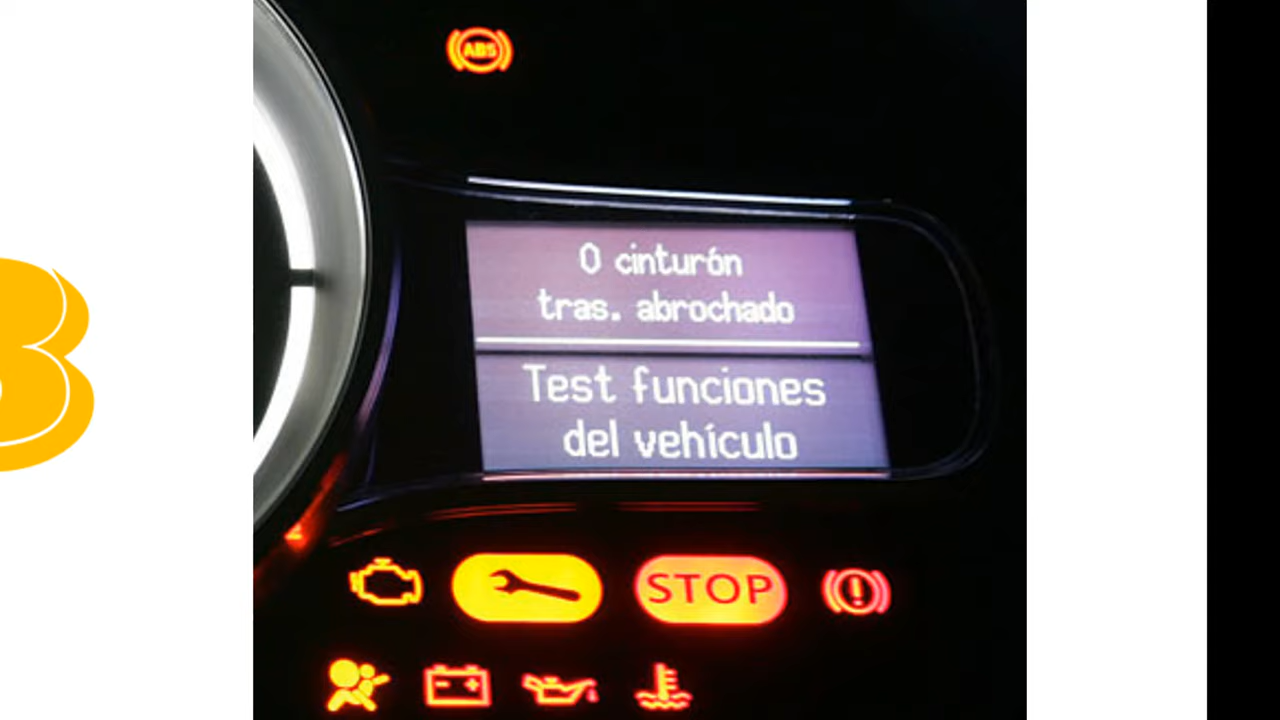 ABS
0 cinturón
tras. abrochado
Test funciones
del vehículo
STOP